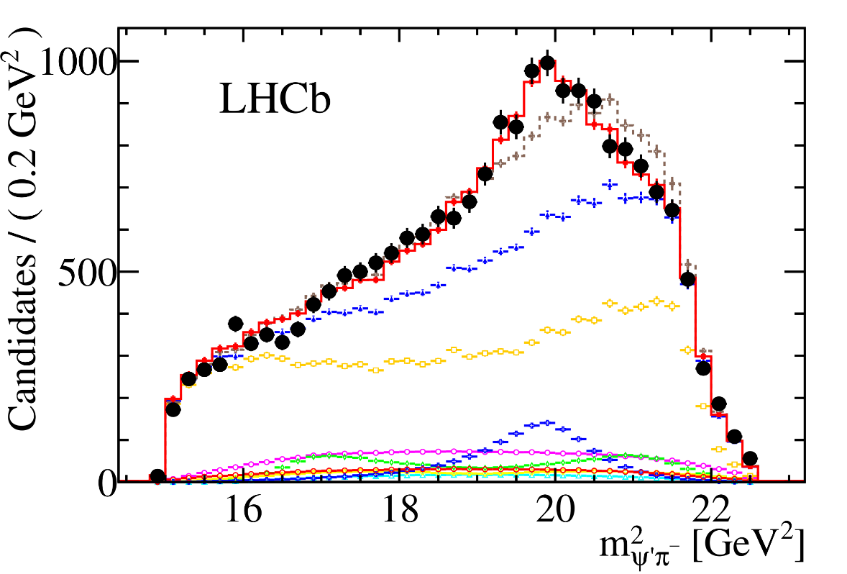 Candidates / ( 0.2 GeV² )
1000
500
0
LHCb
16 18 20 22
m²ψ'π⁻ [GeV²]